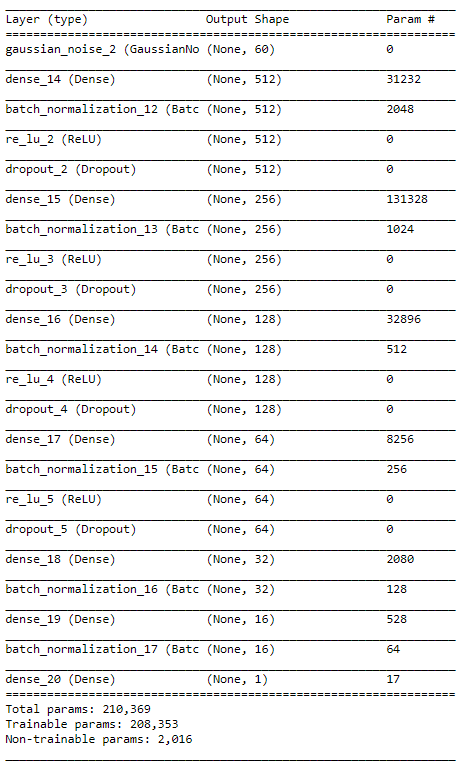 Layer (type) Output Shape Param #
gaussian_noise_2 (GaussianNo (None, 60) 0
dense_14 (Dense) (None, 512) 31232
batch_normalization_12 (Batc (None, 512) 2048
re_lu_2 (ReLU) (None, 512) 0
dropout_2 (Dropout) (None, 512) 0
dense_15 (Dense) (None, 256) 131328
batch_normalization_13 (Batc (None, 256) 1024
re_lu_3 (ReLU) (None, 256) 0
dropout_3 (Dropout) (None, 256) 0
dense_16 (Dense) (None, 128) 32896
batch_normalization_14 (Batc (None, 128) 512
re_lu_4 (ReLU) (None, 128) 0
dropout_4 (Dropout) (None, 128) 0
dense_17 (Dense) (None, 64) 8256
batch_normalization_15 (Batc (None, 64) 256
re_lu_5 (ReLU) (None, 64) 0
dropout_5 (Dropout) (None, 64) 0
dense_18 (Dense) (None, 32) 2080
batch_normalization_16 (Batc (None, 32) 128
dense_19 (Dense) (None, 16) 528
batch_normalization_17 (Batc (None, 16) 64
dense_20 (Dense) (None, 1) 17
Total params: 210,369
Trainable params: 208,353
Non-trainable params: 2,016